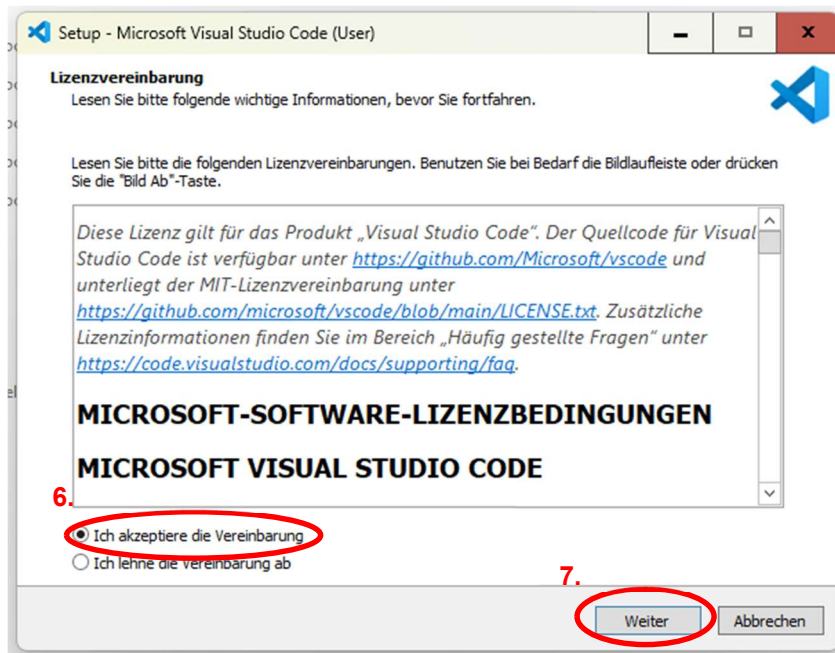 Setup - Microsoft Visual Studio Code (User)
Lizenzvereinbarung
Lesen Sie bitte folgende wichtige Informationen, bevor Sie fortfahren.
Lesen Sie bitte die folgenden Lizenzvereinbarungen. Benutzen Sie bei Bedarf die Bildlaufleiste oder drücken
Sie die "Bild Ab"-Taste.
Diese Lizenz gilt für das Produkt „Visual Studio Code“. Der Quellcode für Visual
Studio Code ist verfügbar unter https://github.com/Microsoft/vscode und
unterliegt der MIT-Lizenzvereinbarung unter
https://github.com/microsoft/vscode/blob/main/LICENSE.txt. Zusätzliche
Lizenzinformationen finden Sie im Bereich „Häufig gestellte Fragen“ unter
https://code.visualstudio.com/docs/supporting/faq.
MICROSOFT-SOFTWARE-LIZENZBEDINGUNGEN
MICROSOFT VISUAL STUDIO CODE
6.
Ich akzeptiere die Vereinbarung
Ich lehne die Vereinbarung ab
7.
Weiter
Abbrechen